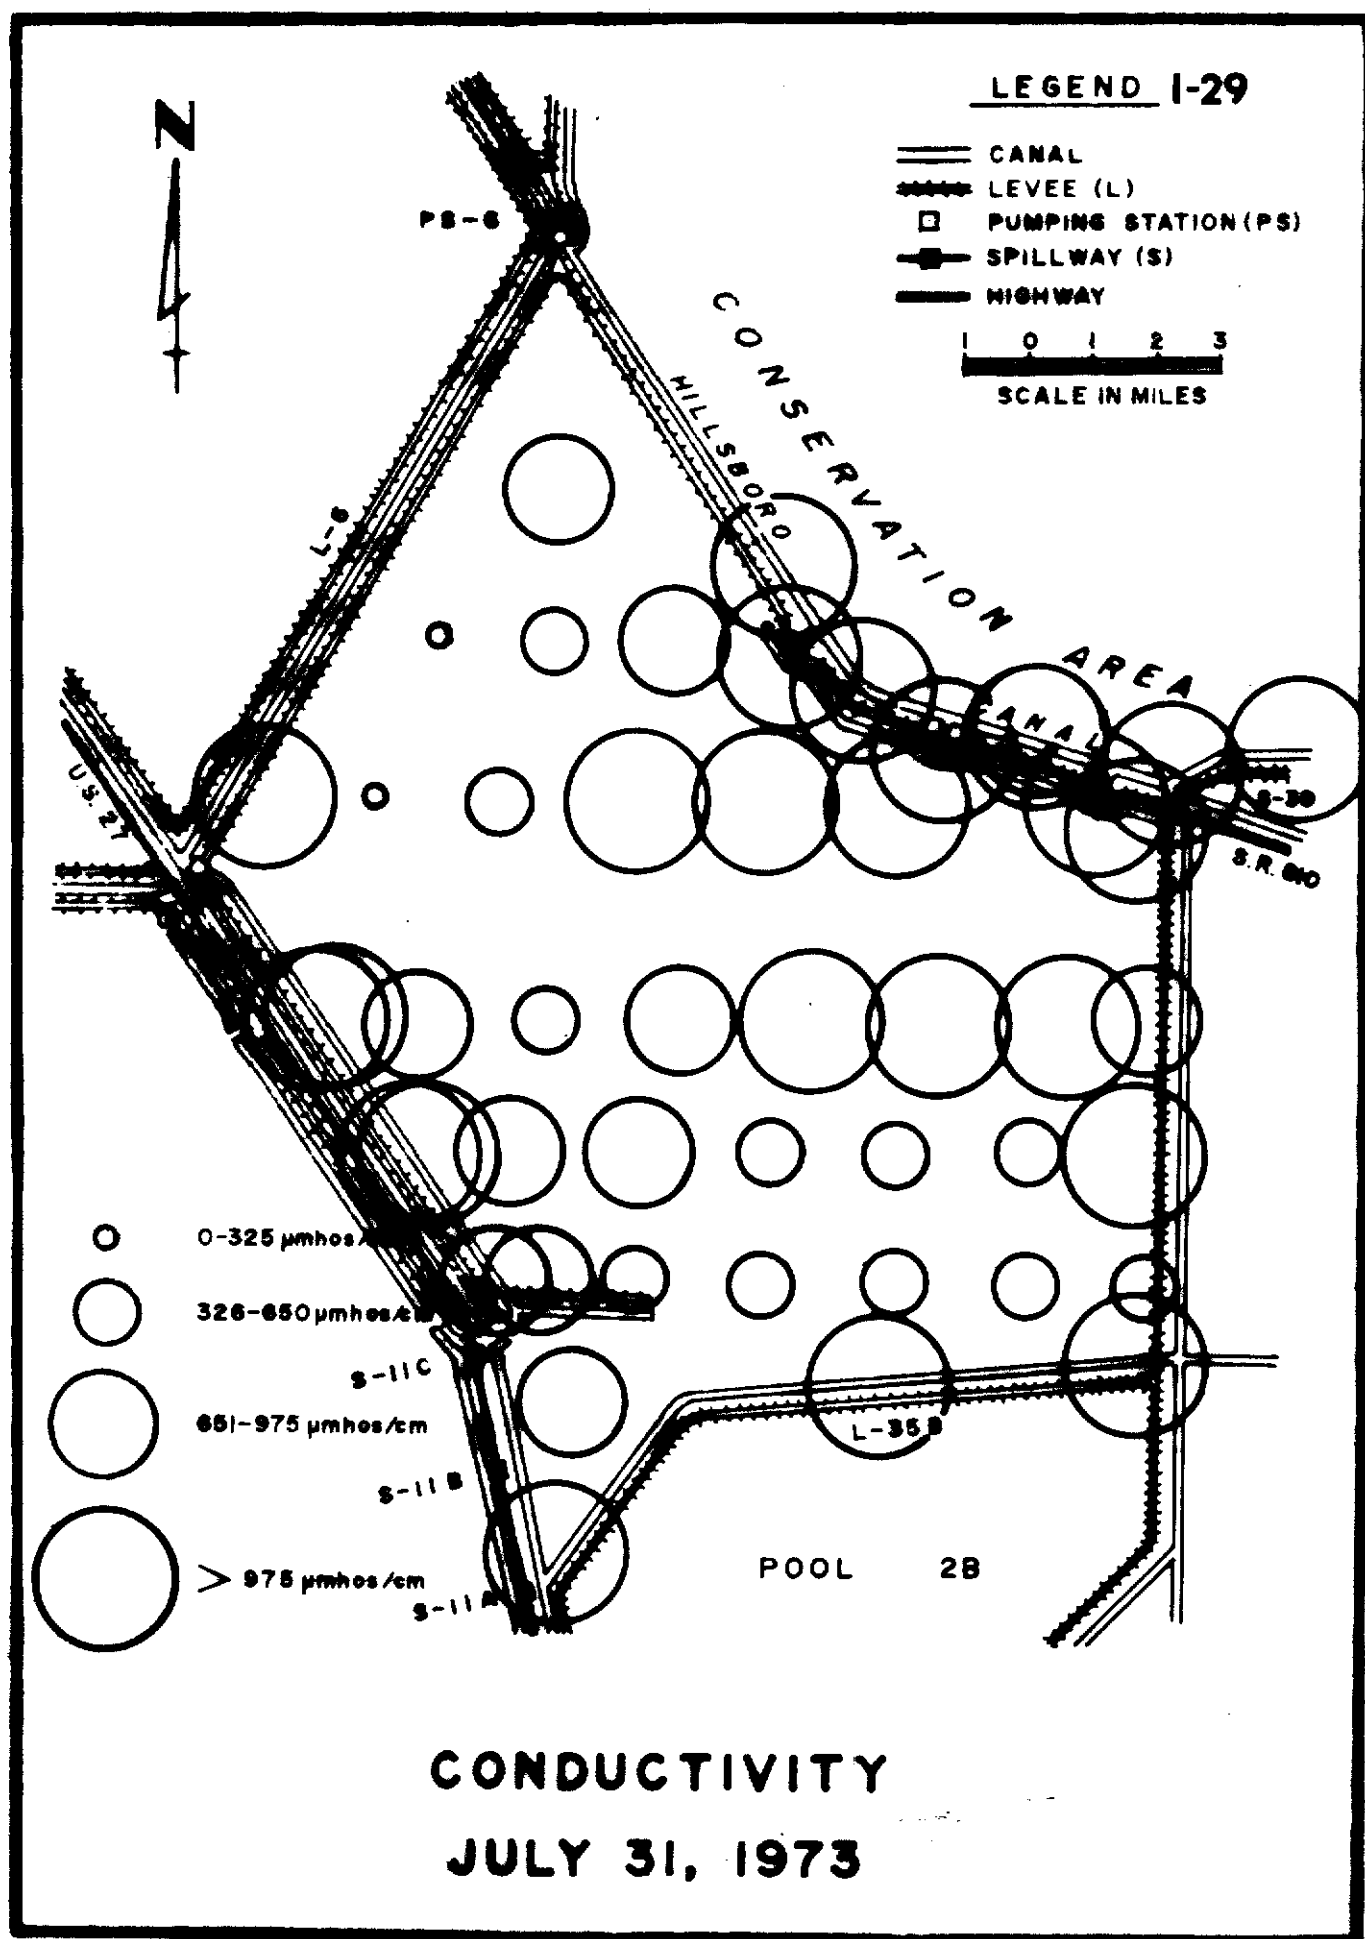 LEGEND I-29
CANAL
LEVEE (L)
PUMPING STATION (PS)
SPILLWAY (S)
HIGHWAY
1 0 1 2 3
SCALE IN MILES
N
PS-6
CONSERVATION AREA
HILLSBORO
CANAL
L-6
U.S. 27
S-39
S.R. 810
0-325 µmhos/
326-650 µmhos/cm
651-975 µmhos/cm
> 975 µmhos/cm
S-11C
S-11B
S-11A
L-35B
POOL 2B
CONDUCTIVITY
JULY 31, 1973